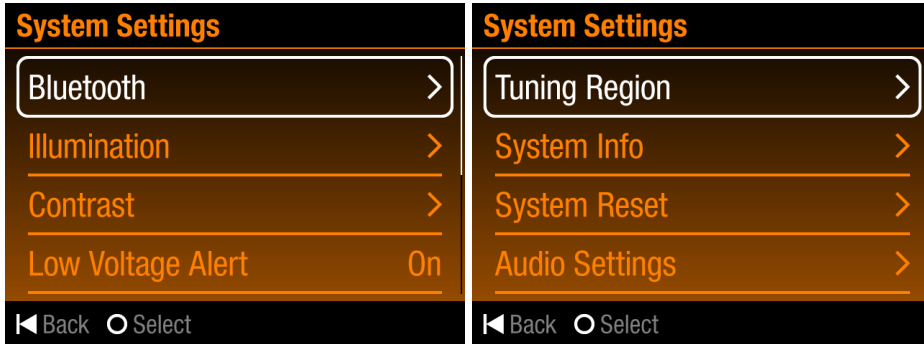 System Settings
Bluetooth
Illumination
Contrast
Low Voltage Alert On
Back Select
System Settings
Tuning Region
System Info
System Reset
Audio Settings
Back Select